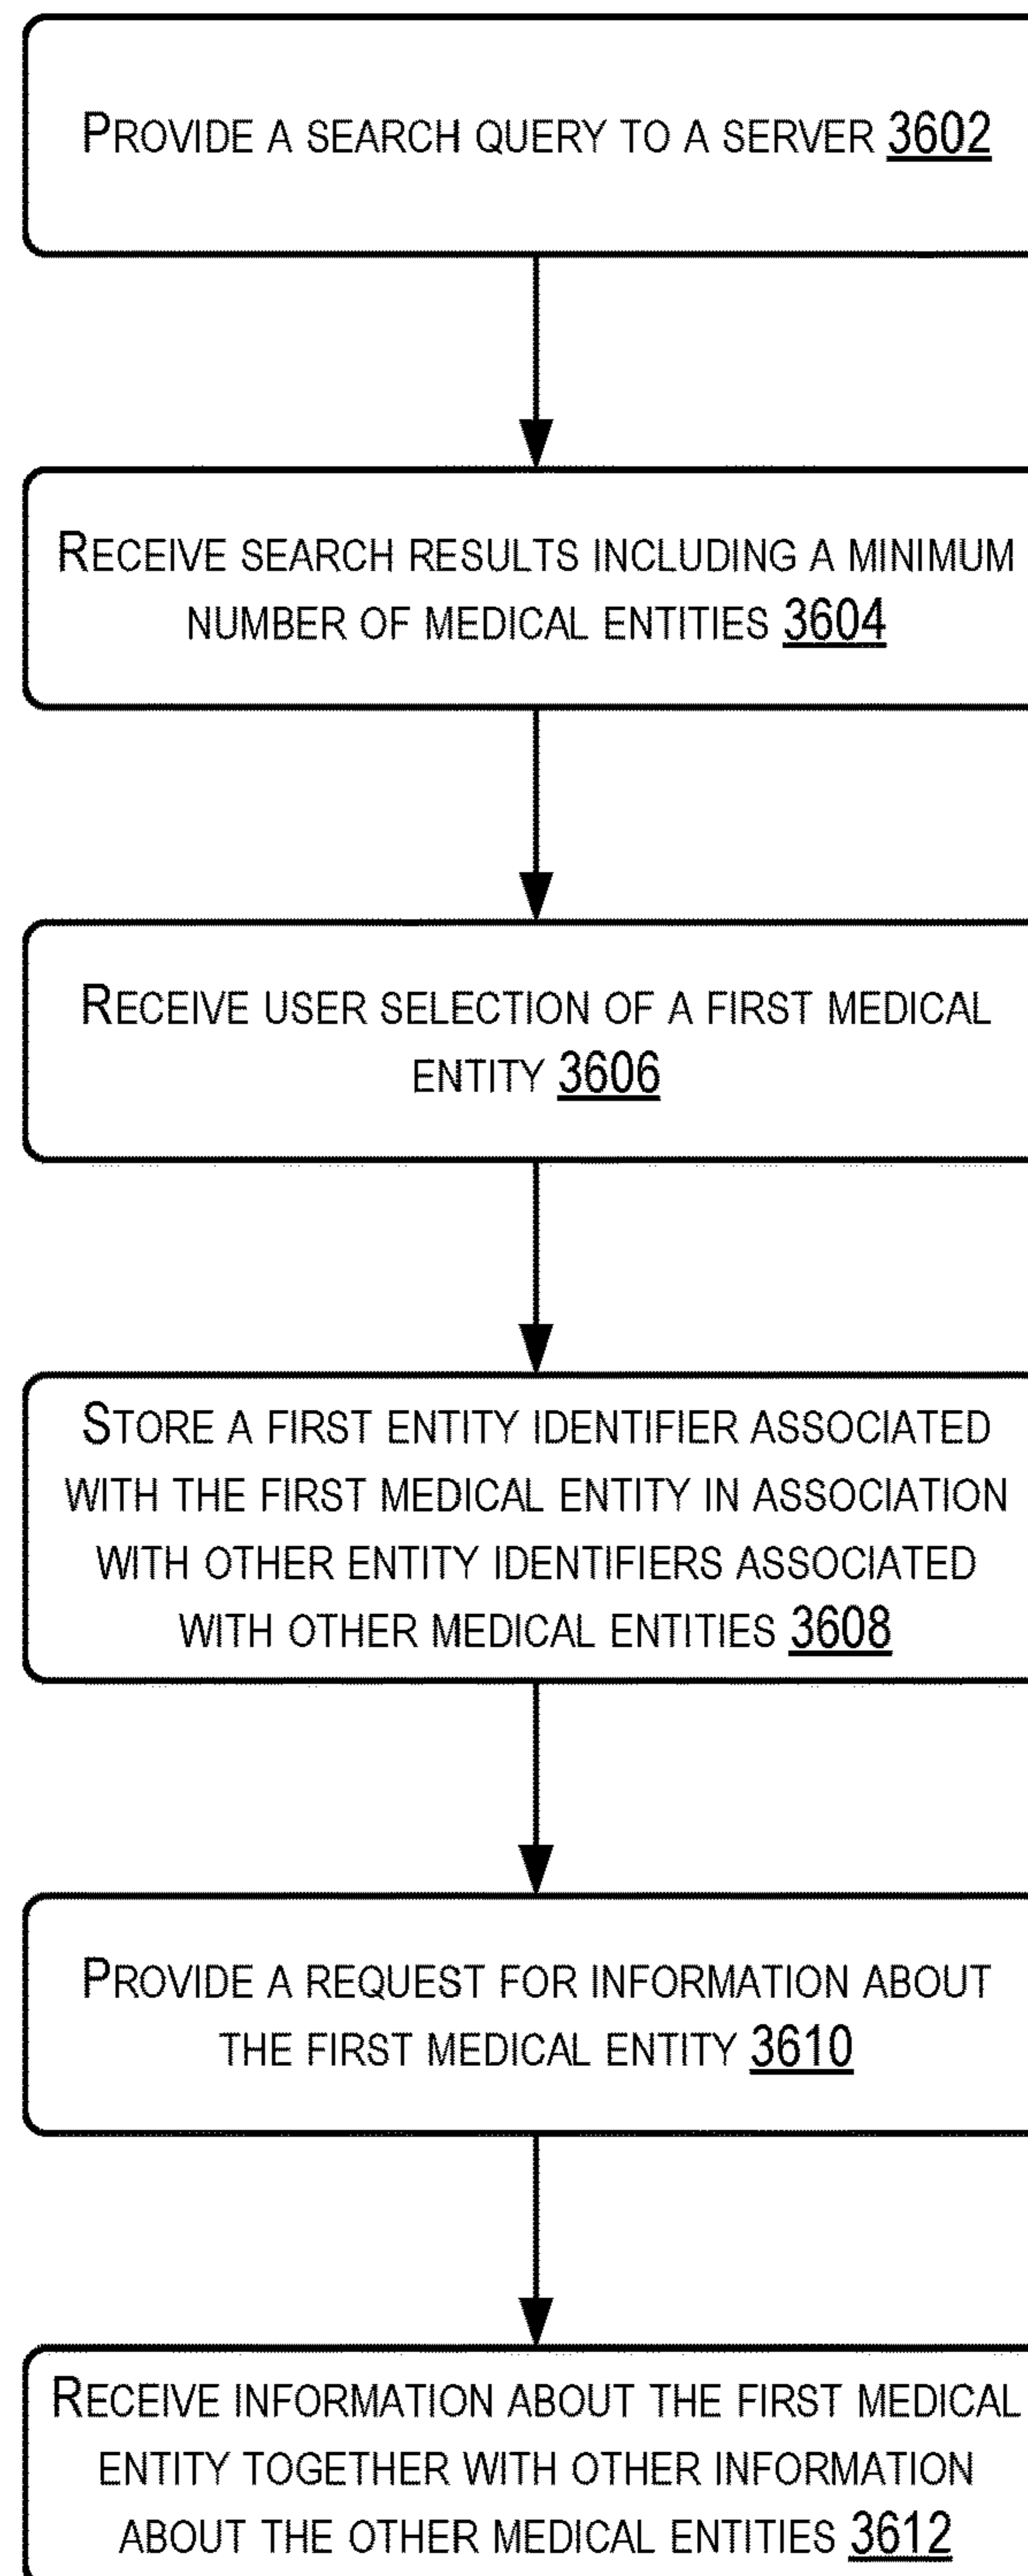 PROVIDE A SEARCH QUERY TO A SERVER 3602
RECEIVE SEARCH RESULTS INCLUDING A MINIMUM
NUMBER OF MEDICAL ENTITIES 3604
RECEIVE USER SELECTION OF A FIRST MEDICAL
ENTITY 3606
STORE A FIRST ENTITY IDENTIFIER ASSOCIATED
WITH THE FIRST MEDICAL ENTITY IN ASSOCIATION
WITH OTHER ENTITY IDENTIFIERS ASSOCIATED
WITH OTHER MEDICAL ENTITIES 3608
PROVIDE A REQUEST FOR INFORMATION ABOUT
THE FIRST MEDICAL ENTITY 3610
RECEIVE INFORMATION ABOUT THE FIRST MEDICAL
ENTITY TOGETHER WITH OTHER INFORMATION
ABOUT THE OTHER MEDICAL ENTITIES 3612